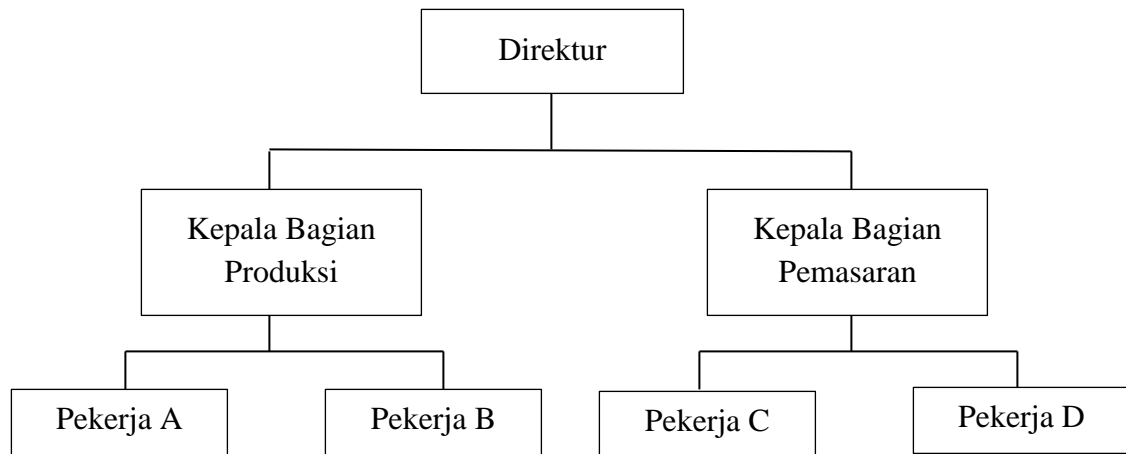 Direktur
Kepala Bagian
Produksi
Kepala Bagian
Pemasaran
Pekerja A
Pekerja B
Pekerja C
Pekerja D